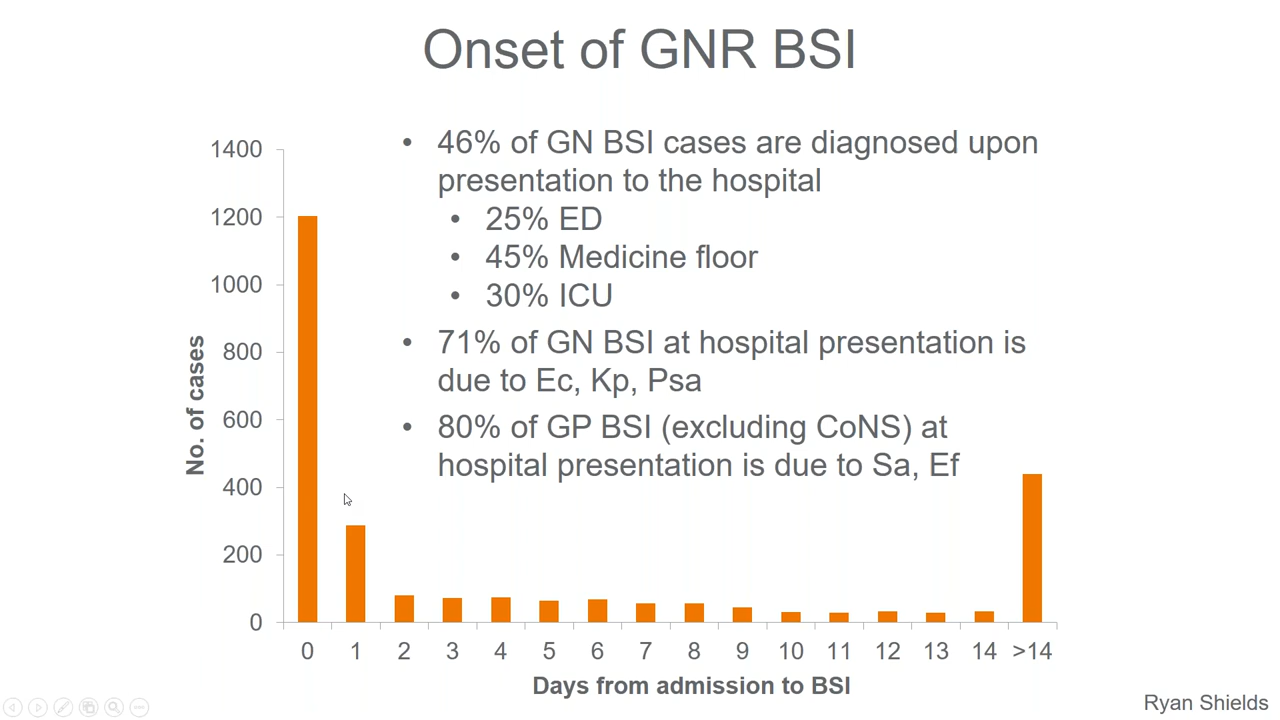 Onset of GNR BSI
• 46% of GN BSI cases are diagnosed upon
presentation to the hospital
• 25% ED
• 45% Medicine floor
• 30% ICU
• 71% of GN BSI at hospital presentation is
due to Ec, Kp, Psa
• 80% of GP BSI (excluding CoNS) at
hospital presentation is due to Sa, Ef
No. of cases
1400
1200
1000
800
600
400
200
0
0 1 2 3 4 5 6 7 8 9 10 11 12 13 14 >14
Days from admission to BSI
Ryan Shields